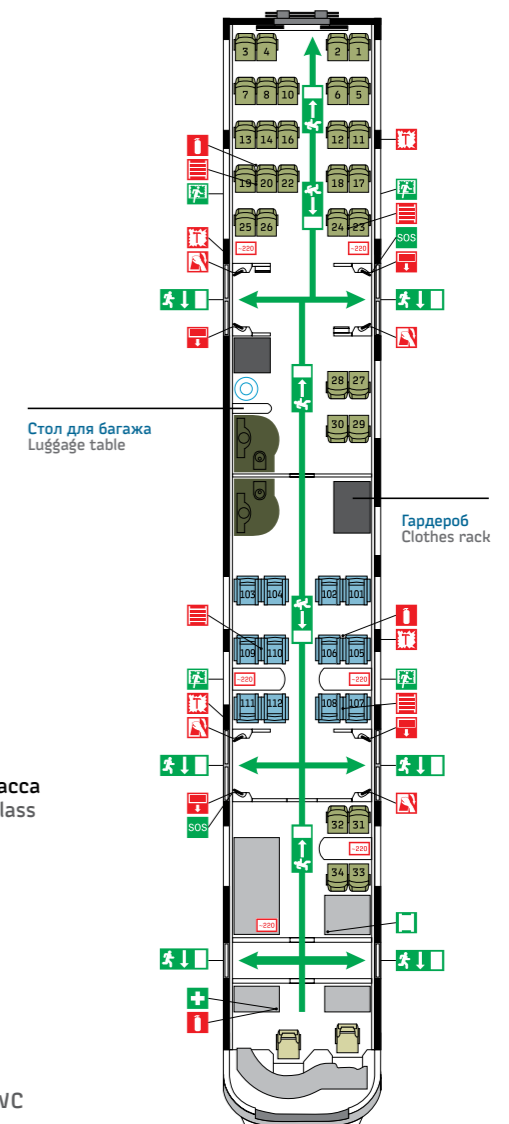 3 4 2 1
7 8 10 6 5
13 14 16 12 11
19 20 22 18 17
25 26 24 23
SOS
~220 ~220
28 27
Стол для багажа
Luggage table
30 29
Гардероб
Clothes rack
103 104 102 101
109 110 106 105
~220 ~220
111 112 108 107
асса
lass
SOS
32 31
~220
34 33
~220
WC